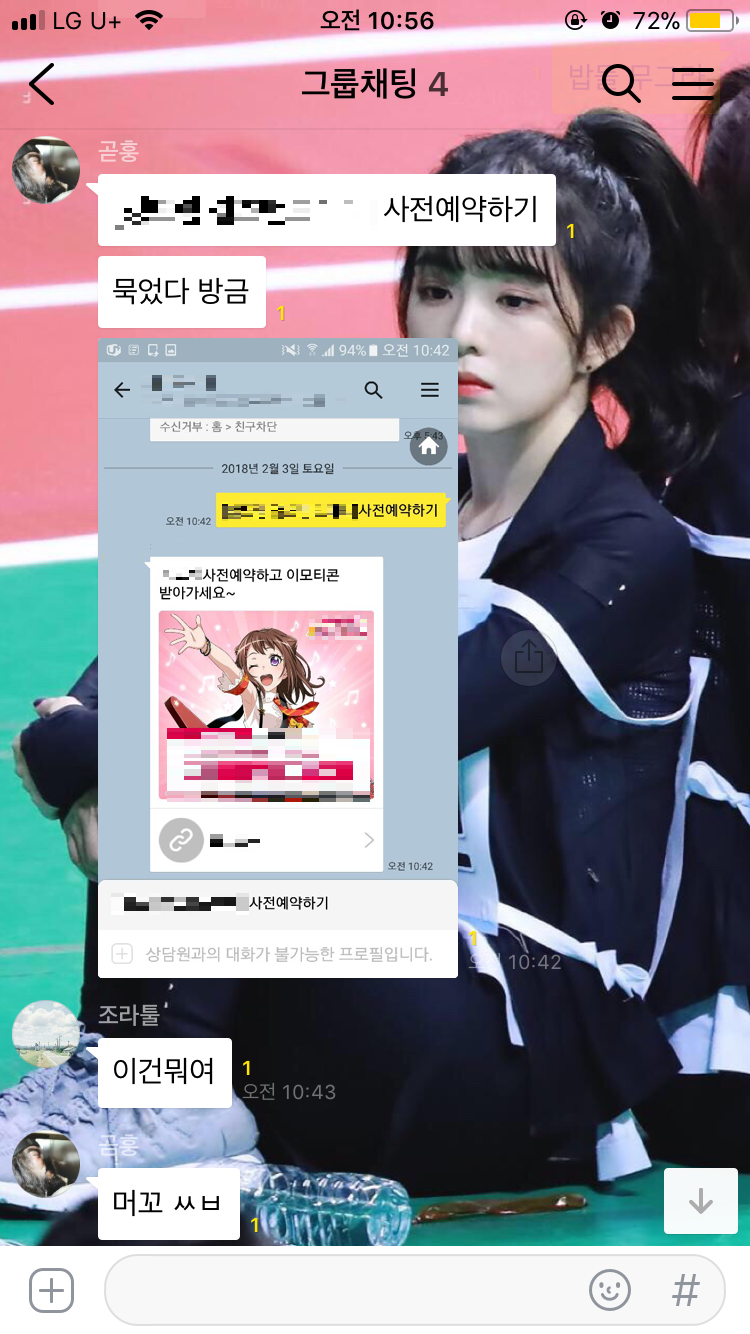 LG U+ 오전 10:56 72%
그룹채팅 4
곧훙
사전예약하기
1
묵었다 방금
1
94% 오전 10:42
수신거부 : 홈 > 친구차단
오후 5:43
2018년 2월 3일 토요일
오전 10:42 사전예약하기
사전예약하고 이모티콘
받아가세요~
오전 10:42
사전예약하기
상담원과의 대화가 불가능한 프로필입니다.
1
오전 10:42
조라툴
이건뭐여
1
오전 10:43
곧훙
머꼬 ㅆㅂ
1
#